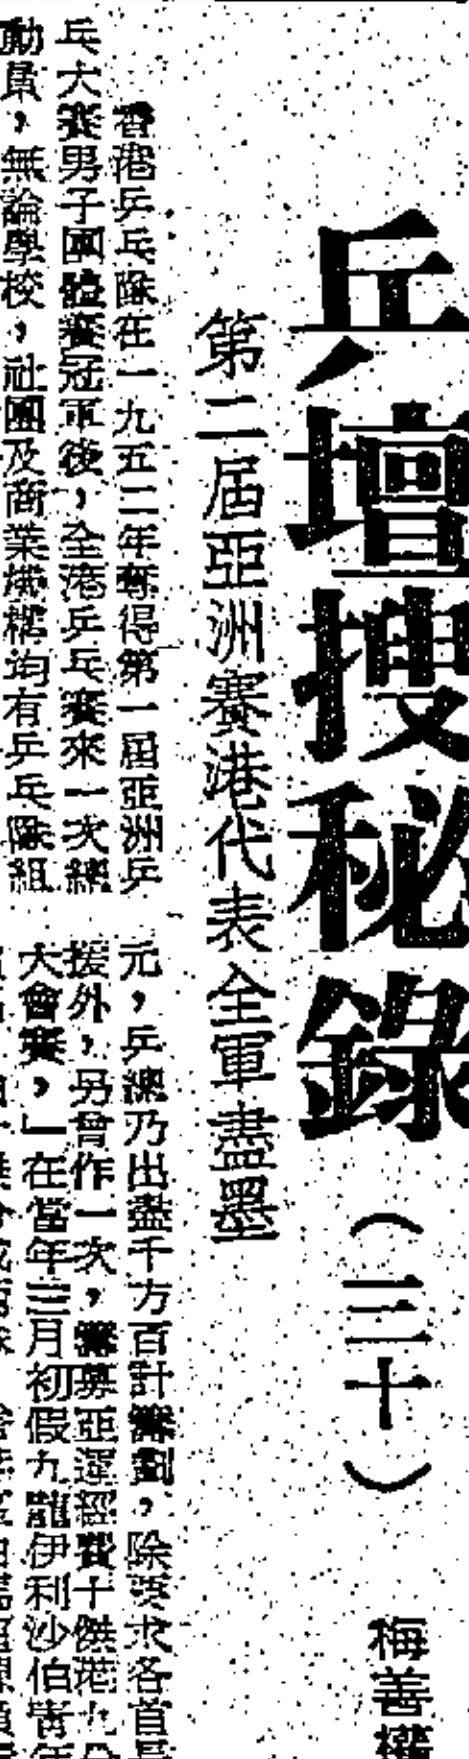 乒壇搜秘錄(三十)
梅善權
第二屆亞洲賽港代表全軍盡墨
香港乒乓隊在一九五二年奪得第一屆亞洲乒
乓大賽男子團體賽冠軍後,全港乒乓賽來一次總
動員,無論學校,社團及商業機構均有乒乓隊組
元,乒總乃出盡千方百計籌劃,除要求各首長
援外,另曾作一次,籌募亞運經費十傑港九分
大會賽,」在當年三月初假九龍伊利沙伯青年